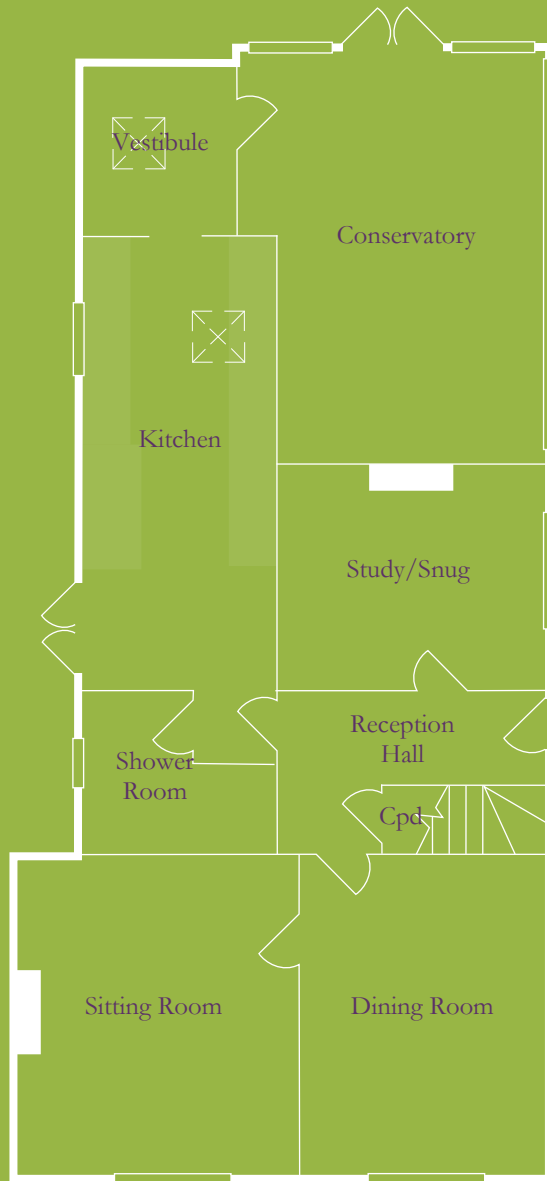 Vestibule
Conservatory
Kitchen
Study/Snug
Reception
Hall
Shower
Room
Cpd
Sitting Room
Dining Room